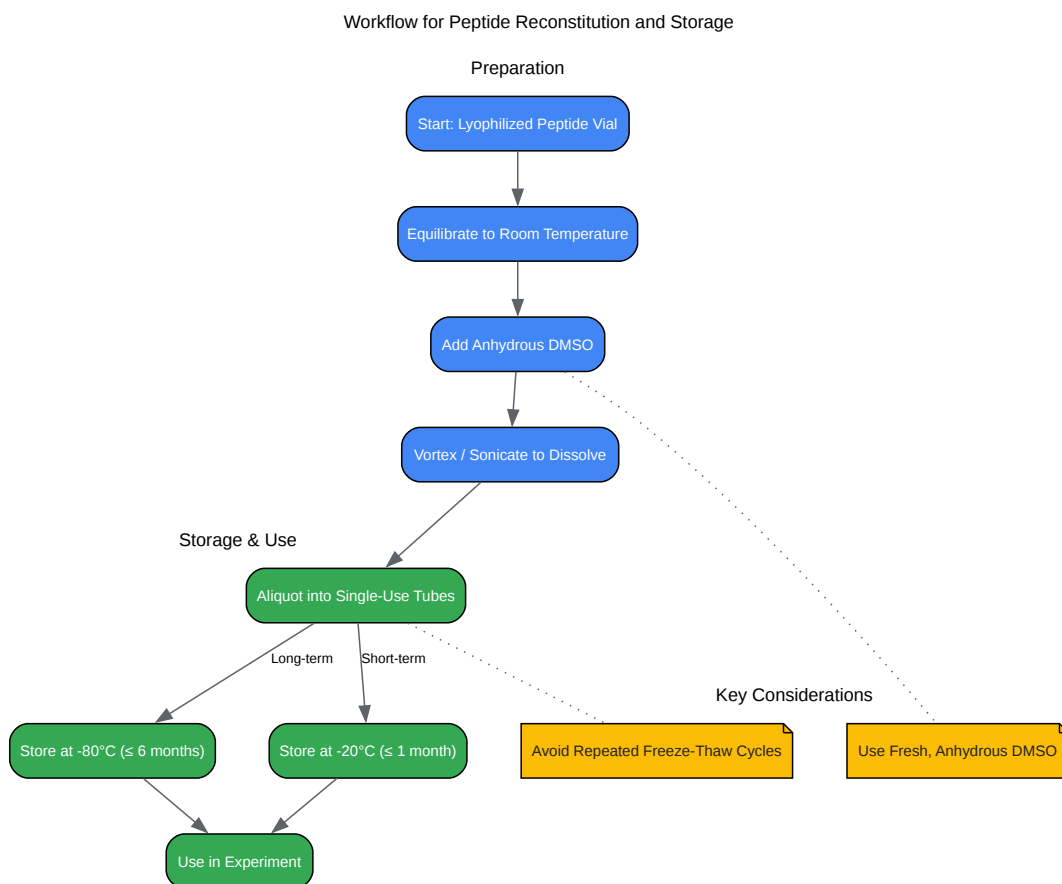 Workflow for Peptide Reconstitution and Storage
Preparation
Start: Lyophilized Peptide Vial
Equilibrate to Room Temperature
Add Anhydrous DMSO
Vortex / Sonicate to Dissolve
Storage & Use
Aliquot into Single-Use Tubes
Long-term
Short-term
Key Considerations
Store at -80°C (≤ 6 months)
Store at -20°C (≤ 1 month)
Avoid Repeated Freeze-Thaw Cycles
Use Fresh, Anhydrous DMSO
Use in Experiment